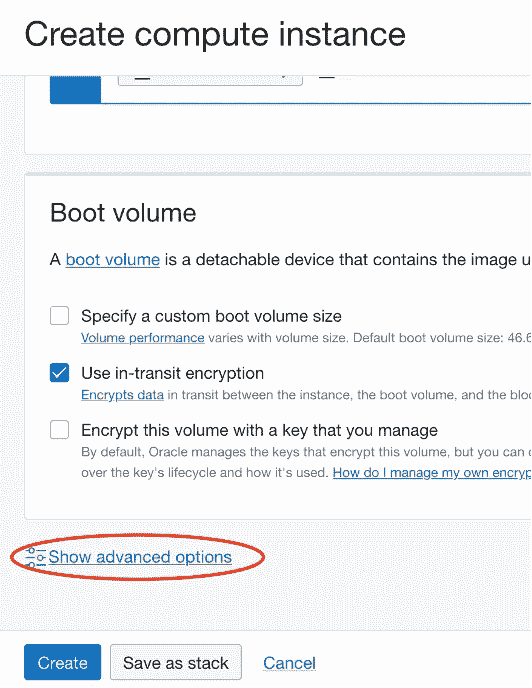 Create compute instance
Boot volume
A boot volume is a detachable device that contains the image u
Specify a custom boot volume size
Volume performance varies with volume size. Default boot volume size: 46.6
Use in-transit encryption
Encrypts data in transit between the instance, the boot volume, and the bloc
Encrypt this volume with a key that you manage
By default, Oracle manages the keys that encrypt this volume, but you can c
over the key's lifecycle and how it's used. How do I manage my own encryp
Show advanced options
Create Save as stack Cancel